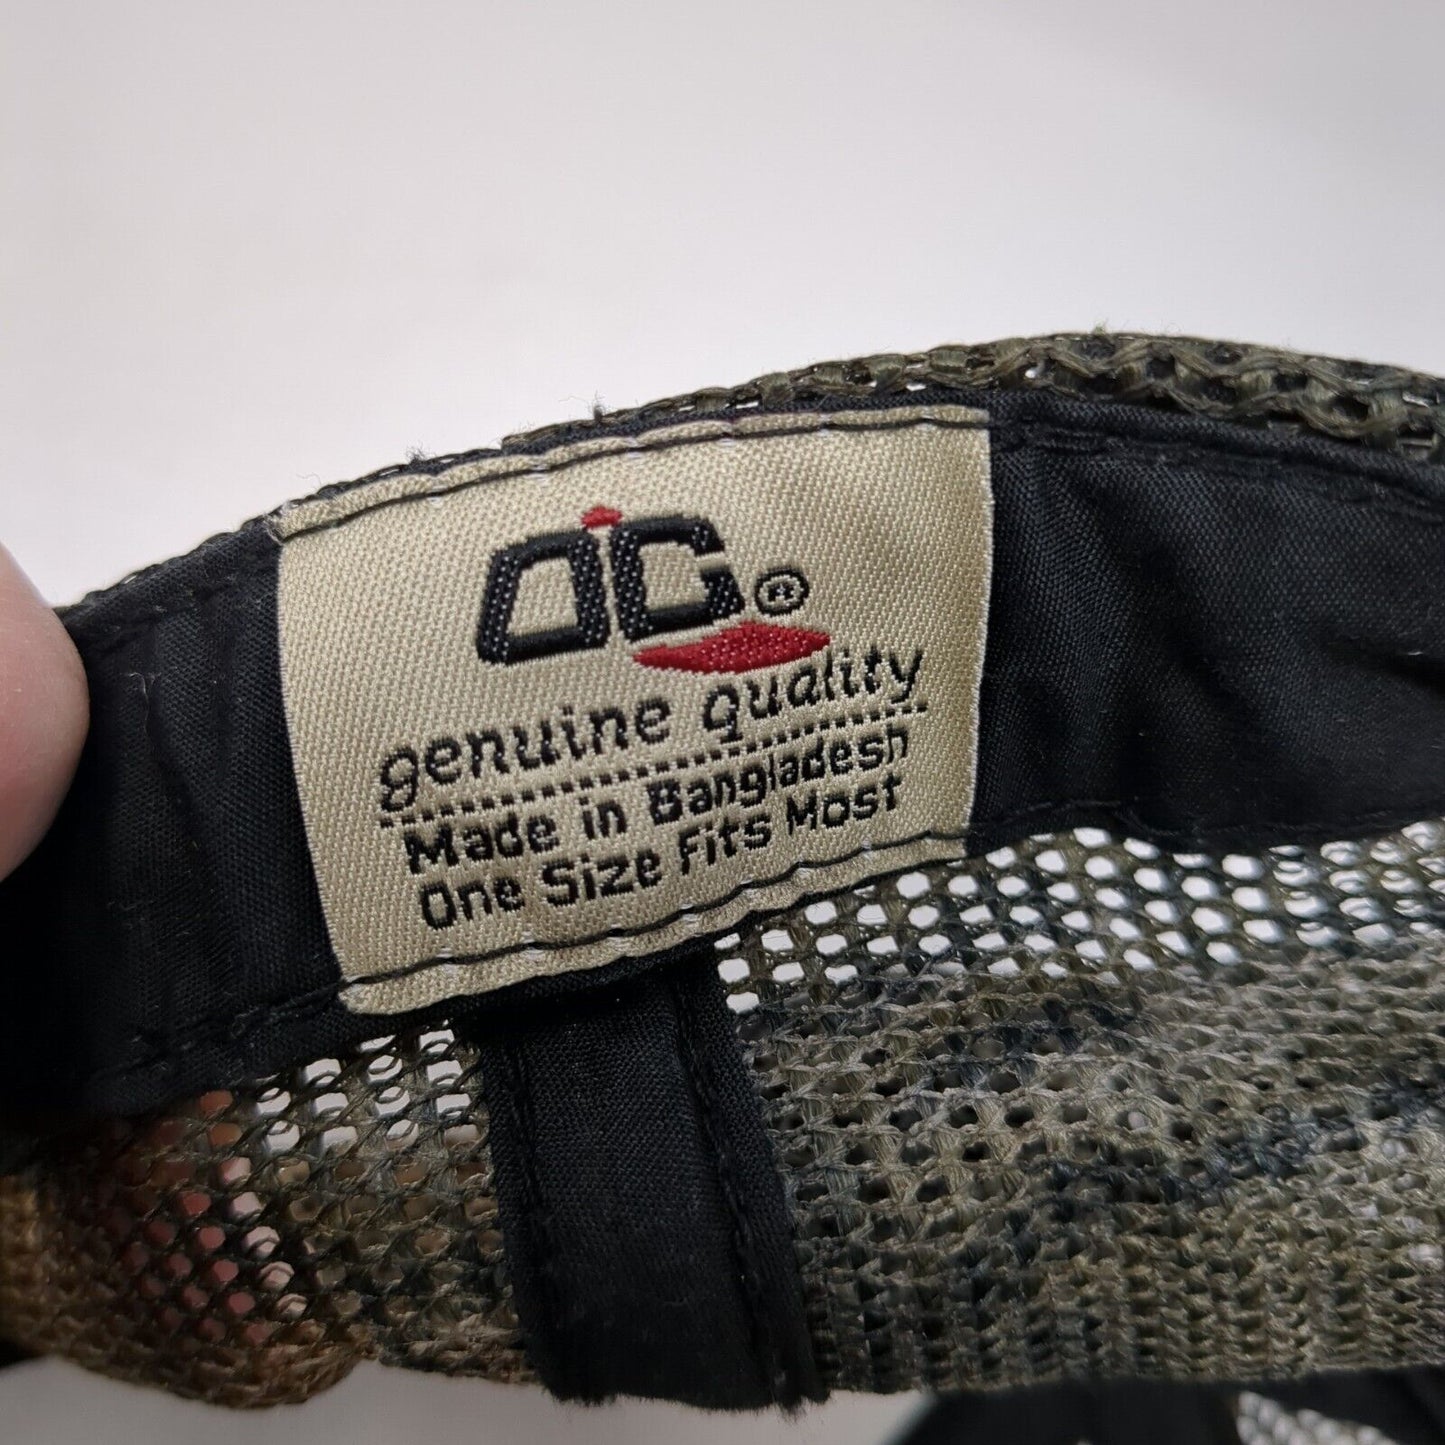 OC®
genuine quality
Made in Bangladesh
One Size Fits Most